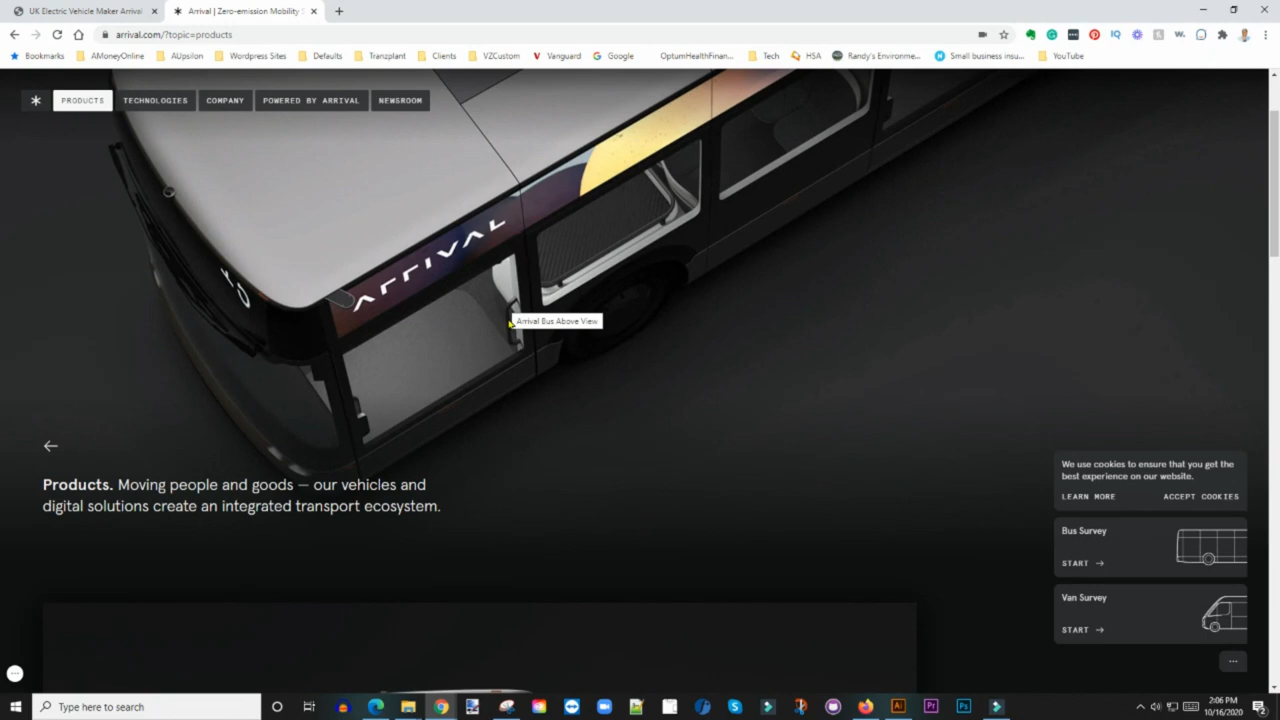 UK Electric Vehicle Maker Arrival
Arrival | Zero-emission Mobility S
arrival.com/?topic=products
Bookmarks AMoneyOnline AUpsilon Wordpress Sites Defaults Transplant Clients VZCustom Vanguard Google OptumHealthFinan... Tech HSA Randy's Environme... Small business insu... YouTube
PRODUCTS TECHNOLOGIES COMPANY POWERED BY ARRIVAL NEWSROOM
ARRIVAL
Arrival Bus Above View
Products. Moving people and goods — our vehicles and
digital solutions create an integrated transport ecosystem.
We use cookies to ensure that you get the
best experience on our website.
LEARN MORE ACCEPT COOKIES
Bus Survey
START →
Van Survey
START →
Type here to search
2:06 PM
10/16/2020